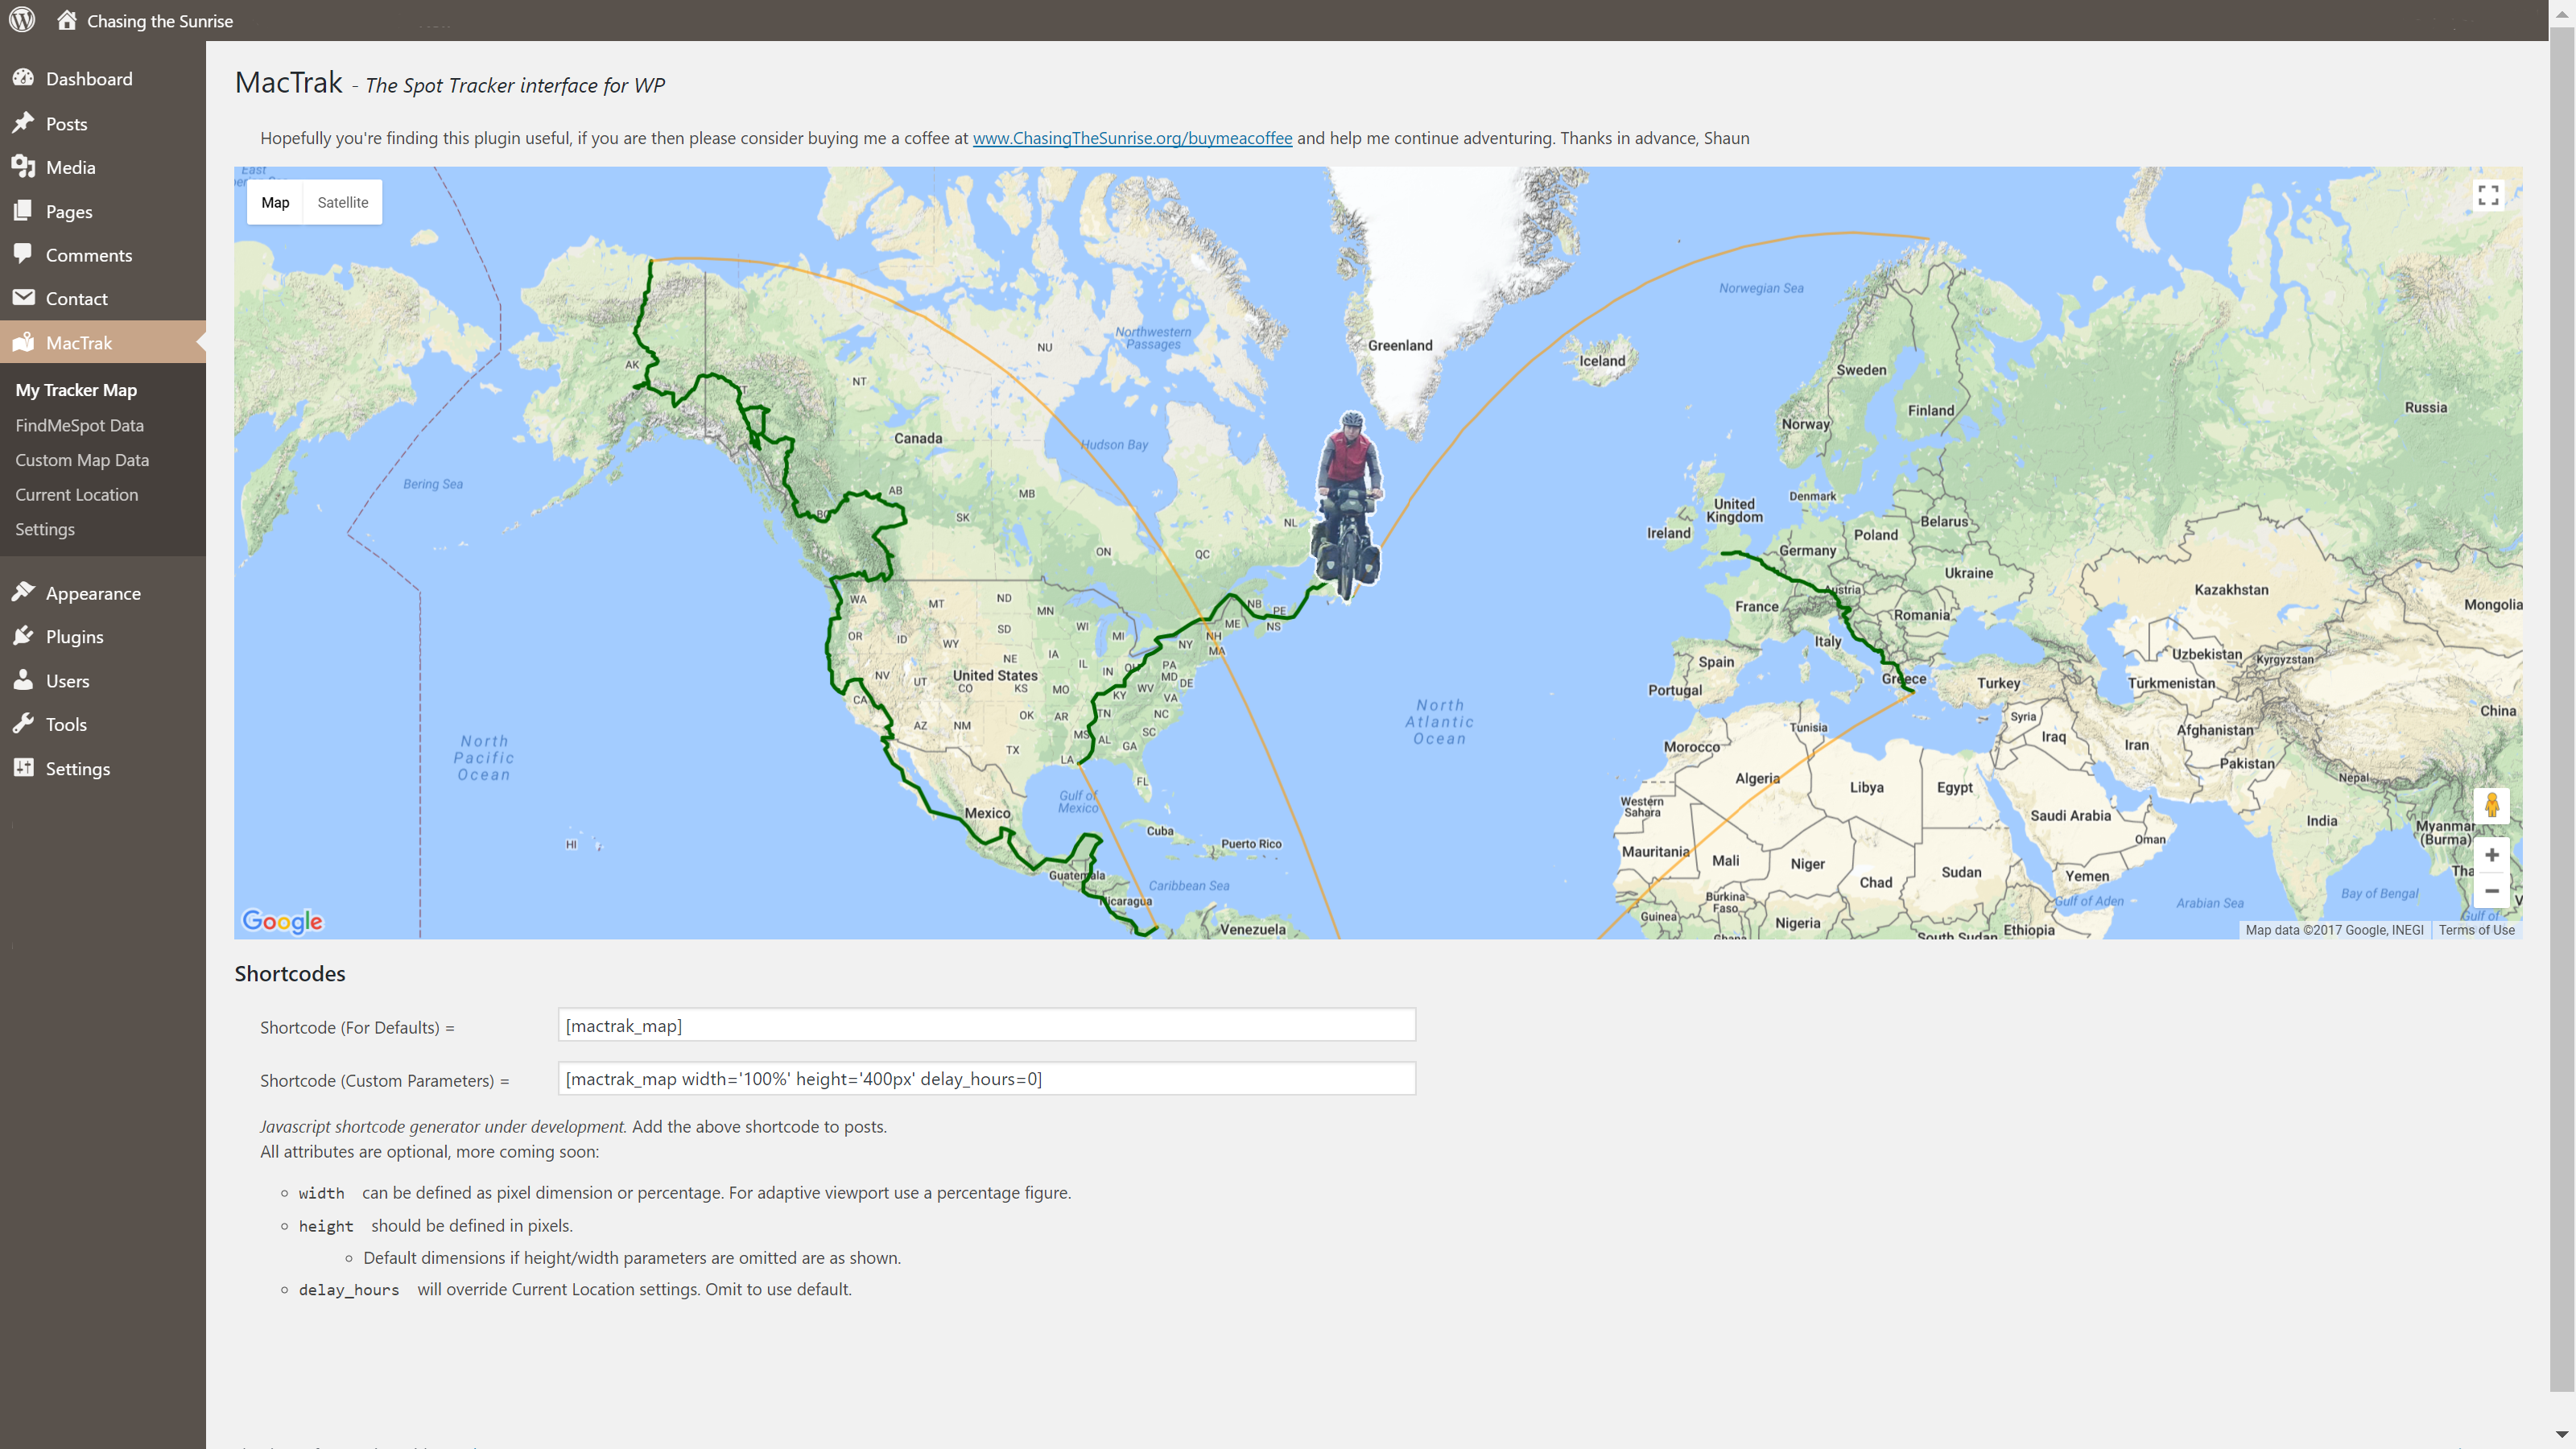 Chasing the Sunrise
Dashboard
Posts
Media
Pages
Comments
Contact
MacTrak
My Tracker Map
FindMeSpot Data
Custom Map Data
Current Location
Settings
Appearance
Plugins
Users
Tools
Settings
MacTrak - The Spot Tracker interface for WP
Hopefully you're finding this plugin useful, if you are then please consider buying me a coffee at www.ChasingTheSunrise.org/buymeacoffee and help me continue adventuring. Thanks in advance, Shaun
East
Map Satellite
Norwegian Sea
Northwestern
Passages
NU
Greenland
Iceland
AK
NT
Sweden
Finland
Russia
Norway
Canada
Hudson Bay
Bering Sea
AB
MB
SK
BC
NL
Denmark
United
Kingdom
Ireland
Belarus
Poland
Germany
ON
QC
Ukraine
Austria
Kazakhstan
Mongolia
France
Romania
WA
MT
ND
MN
NB
PE
NS
ME
OR
ID
WY
SD
WI
MI
NH
MA
NY
Italy
Spain
Portugal
Greece
Turkey
Uzbekistan
Kyrgyzstan
Turkmenistan
NE
IA
IL
IN
PA
MD
DE
NV
UT
United States
CO
KS
MO
KY
WV
VA
CA
AZ
NM
OK
AR
TN
NC
SC
MS
AL
GA
TX
LA
FL
North
Atlantic
Ocean
China
Syria
Tunisia
Iraq
Iran
Afghanistan
Morocco
Pakistan
Nepal
Algeria
Libya
Egypt
North
Pacific
Ocean
Gulf of
Mexico
Mexico
Western
Sahara
Saudi Arabia
India
Myanmar
(Burma)
Oman
HI
Cuba
Puerto Rico
Mauritania
Mali
Niger
Chad
Sudan
Yemen
Guatemala
Caribbean Sea
Nicaragua
Burkina
Faso
Gulf of Aden
Arabian Sea
Bay of Bengal
Guinea
Nigeria
Ghana
South Sudan
Ethiopia
Venezuela
Gulf of
Google
Map data ©2017 Google, INEGI Terms of Use
Shortcodes
Shortcode (For Defaults) = [mactrak_map]
Shortcode (Custom Parameters) = [mactrak_map width='100%' height='400px' delay_hours=0]
Javascript shortcode generator under development. Add the above shortcode to posts.
All attributes are optional, more coming soon:
width can be defined as pixel dimension or percentage. For adaptive viewport use a percentage figure.
height should be defined in pixels.
Default dimensions if height/width parameters are omitted are as shown.
delay_hours will override Current Location settings. Omit to use default.